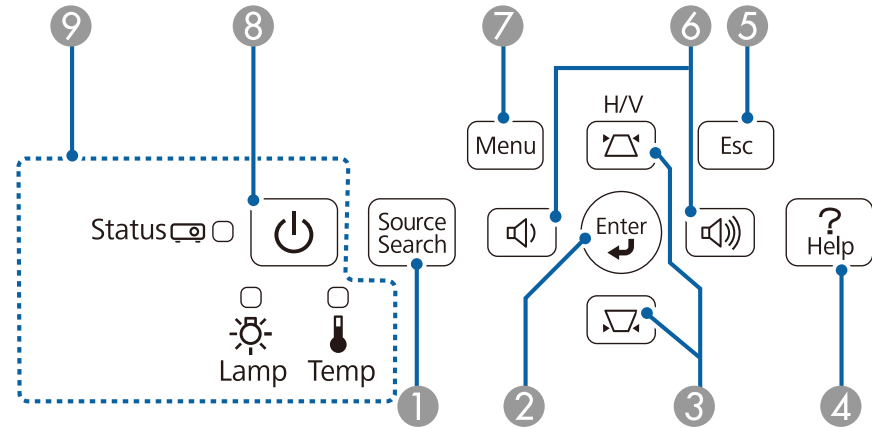 9
8
7
6
5
H/V
Menu
Esc
Status
Source
Search
Enter
?
Help
Lamp
Temp
1
2
3
4